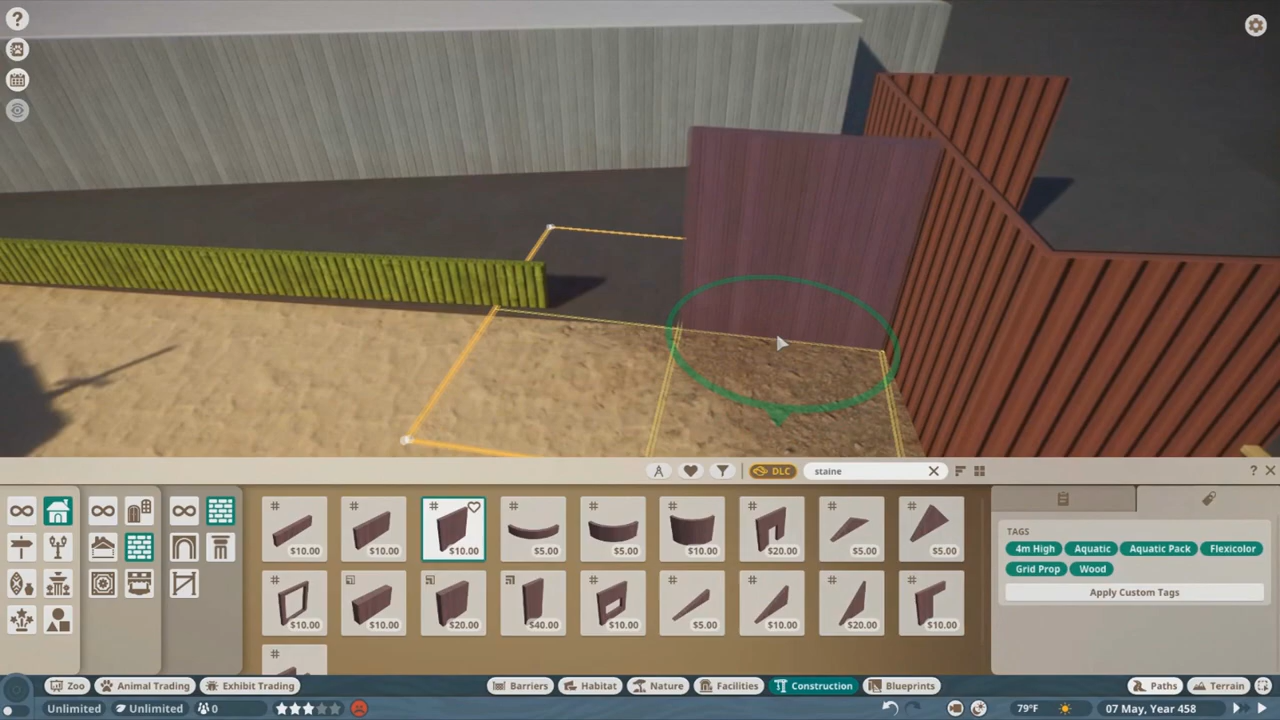 DLC
staine
?
$10.00 $10.00 $10.00 $5.00 $5.00 $10.00 $20.00 $5.00 $5.00
$10.00 $10.00 $20.00 $40.00 $10.00 $5.00 $10.00 $20.00 $10.00
TAGS
4m High Aquatic Aquatic Pack Flexicolor
Grid Prop Wood
Apply Custom Tags
Zoo Animal Trading Exhibit Trading Barriers Habitat Nature Facilities Construction Blueprints Paths Terrain
Unlimited Unlimited 0 79°F 07 May, Year 458